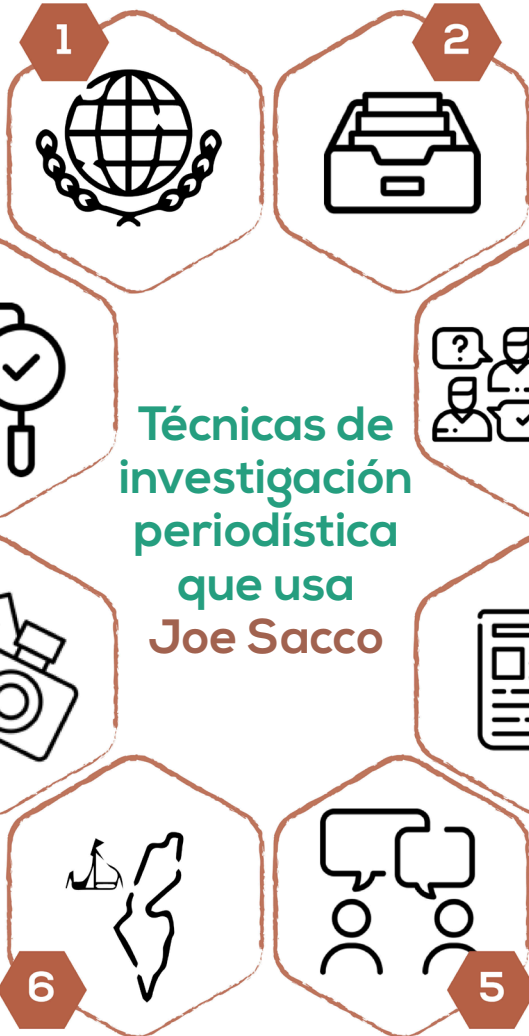 1
2
Técnicas de
investigación
periodística
que usa
Joe Sacco
?
6
5